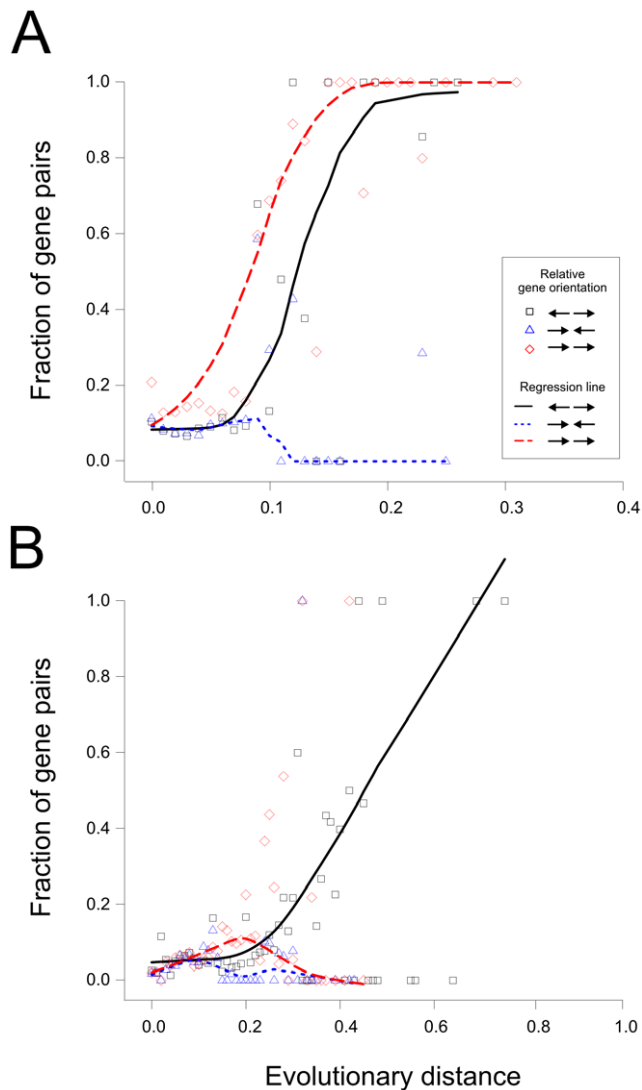 A
1.0
0.8
0.6
0.4
0.2
0.0
Fraction of gene pairs
0.0 0.1 0.2 0.3 0.4
Relative
gene orientation
Regression line
B
1.0
0.8
0.6
0.4
0.2
0.0
Fraction of gene pairs
0.0 0.2 0.4 0.6 0.8 1.0
Evolutionary distance